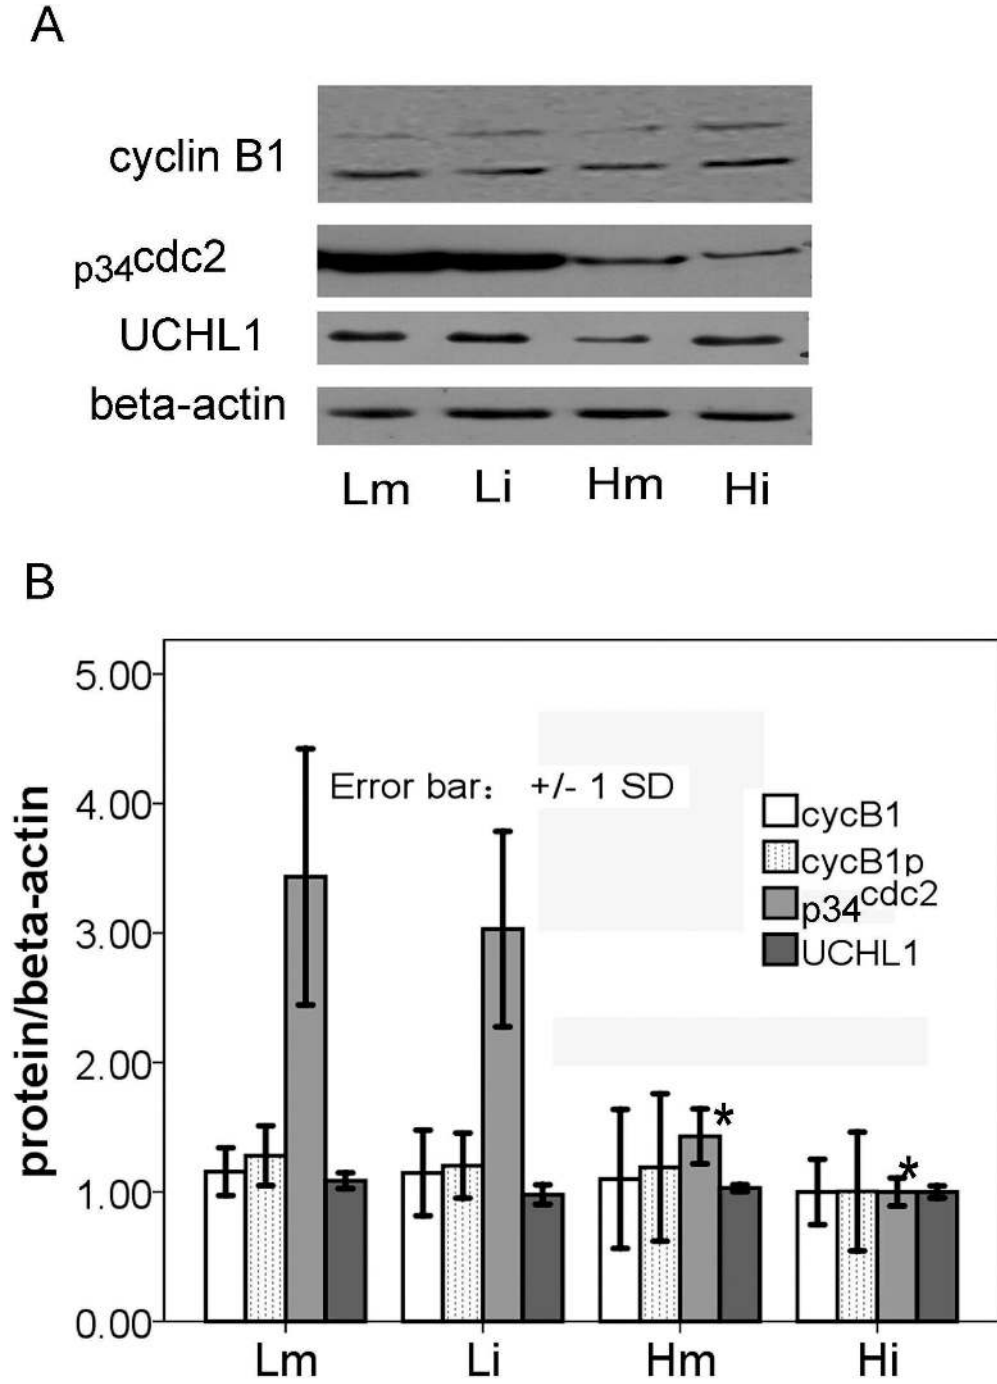 A
cyclin B1
p34cdc2
UCHL1
beta-actin
Lm Li Hm Hi
B
5.00
4.00
3.00
2.00
1.00
0.00
protein/beta-actin
Error bar: +/- 1 SD
cycB1
cycB1p
p34cdc2
UCHL1
*
*
Lm Li Hm Hi